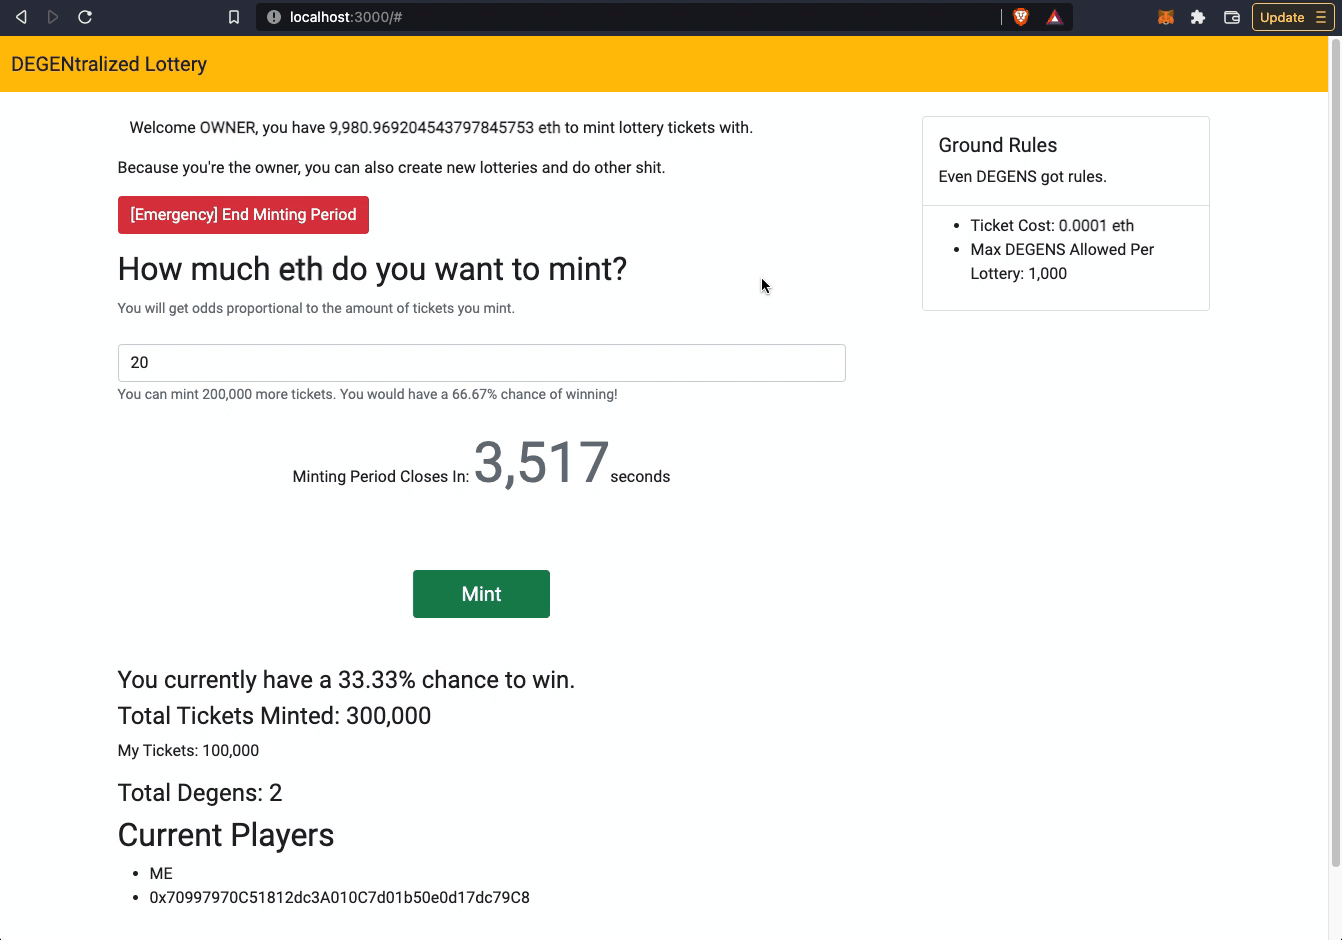 localhost:3000/#
Update
DEGENtralized Lottery
Welcome OWNER, you have 9,980.969204543797845753 eth to mint lottery tickets with.
Because you're the owner, you can also create new lotteries and do other shit.
[Emergency] End Minting Period
How much eth do you want to mint?
You will get odds proportional to the amount of tickets you mint.
20
You can mint 200,000 more tickets. You would have a 66.67% chance of winning!
Minting Period Closes In: 3,517 seconds
Mint
You currently have a 33.33% chance to win.
Total Tickets Minted: 300,000
My Tickets: 100,000
Total Degens: 2
Current Players
• ME
• 0x70997970C51812dc3A010C7d01b50e0d17dc79C8
Ground Rules
Even DEGENS got rules.
• Ticket Cost: 0.0001 eth
• Max DEGENS Allowed Per
Lottery: 1,000